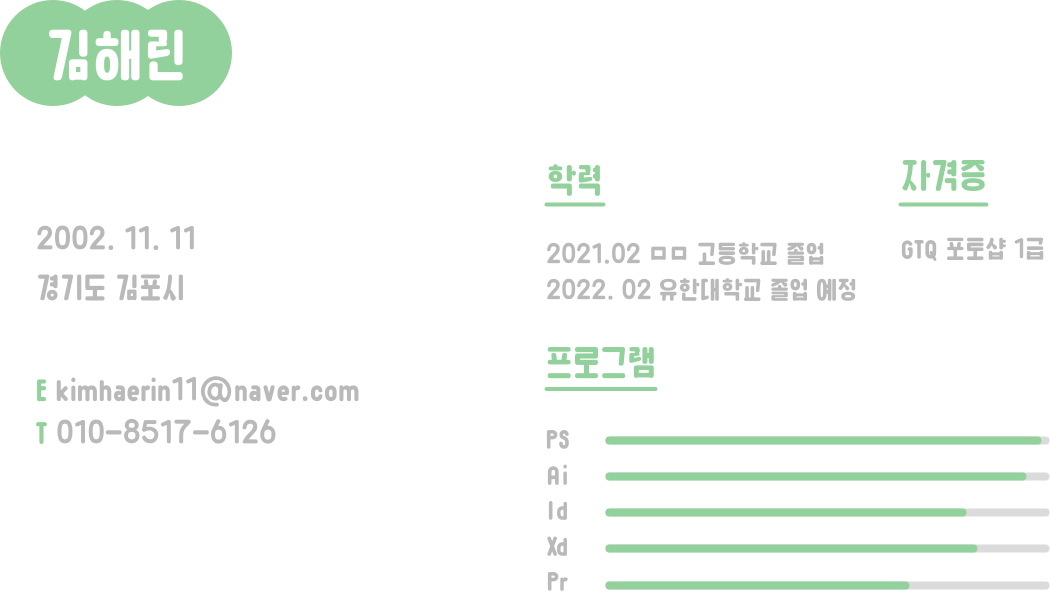 김해린
2002. 11. 11
경기도 김포시
E kimhaerin11@naver.com
T 010-8517-6126
학력
2021.02 ㅁㅁ 고등학교 졸업
2022. 02 유한대학교 졸업 예정
자격증
GTQ 포토샵 1급
프로그램
PS
Ai
Id
Xd
Pr